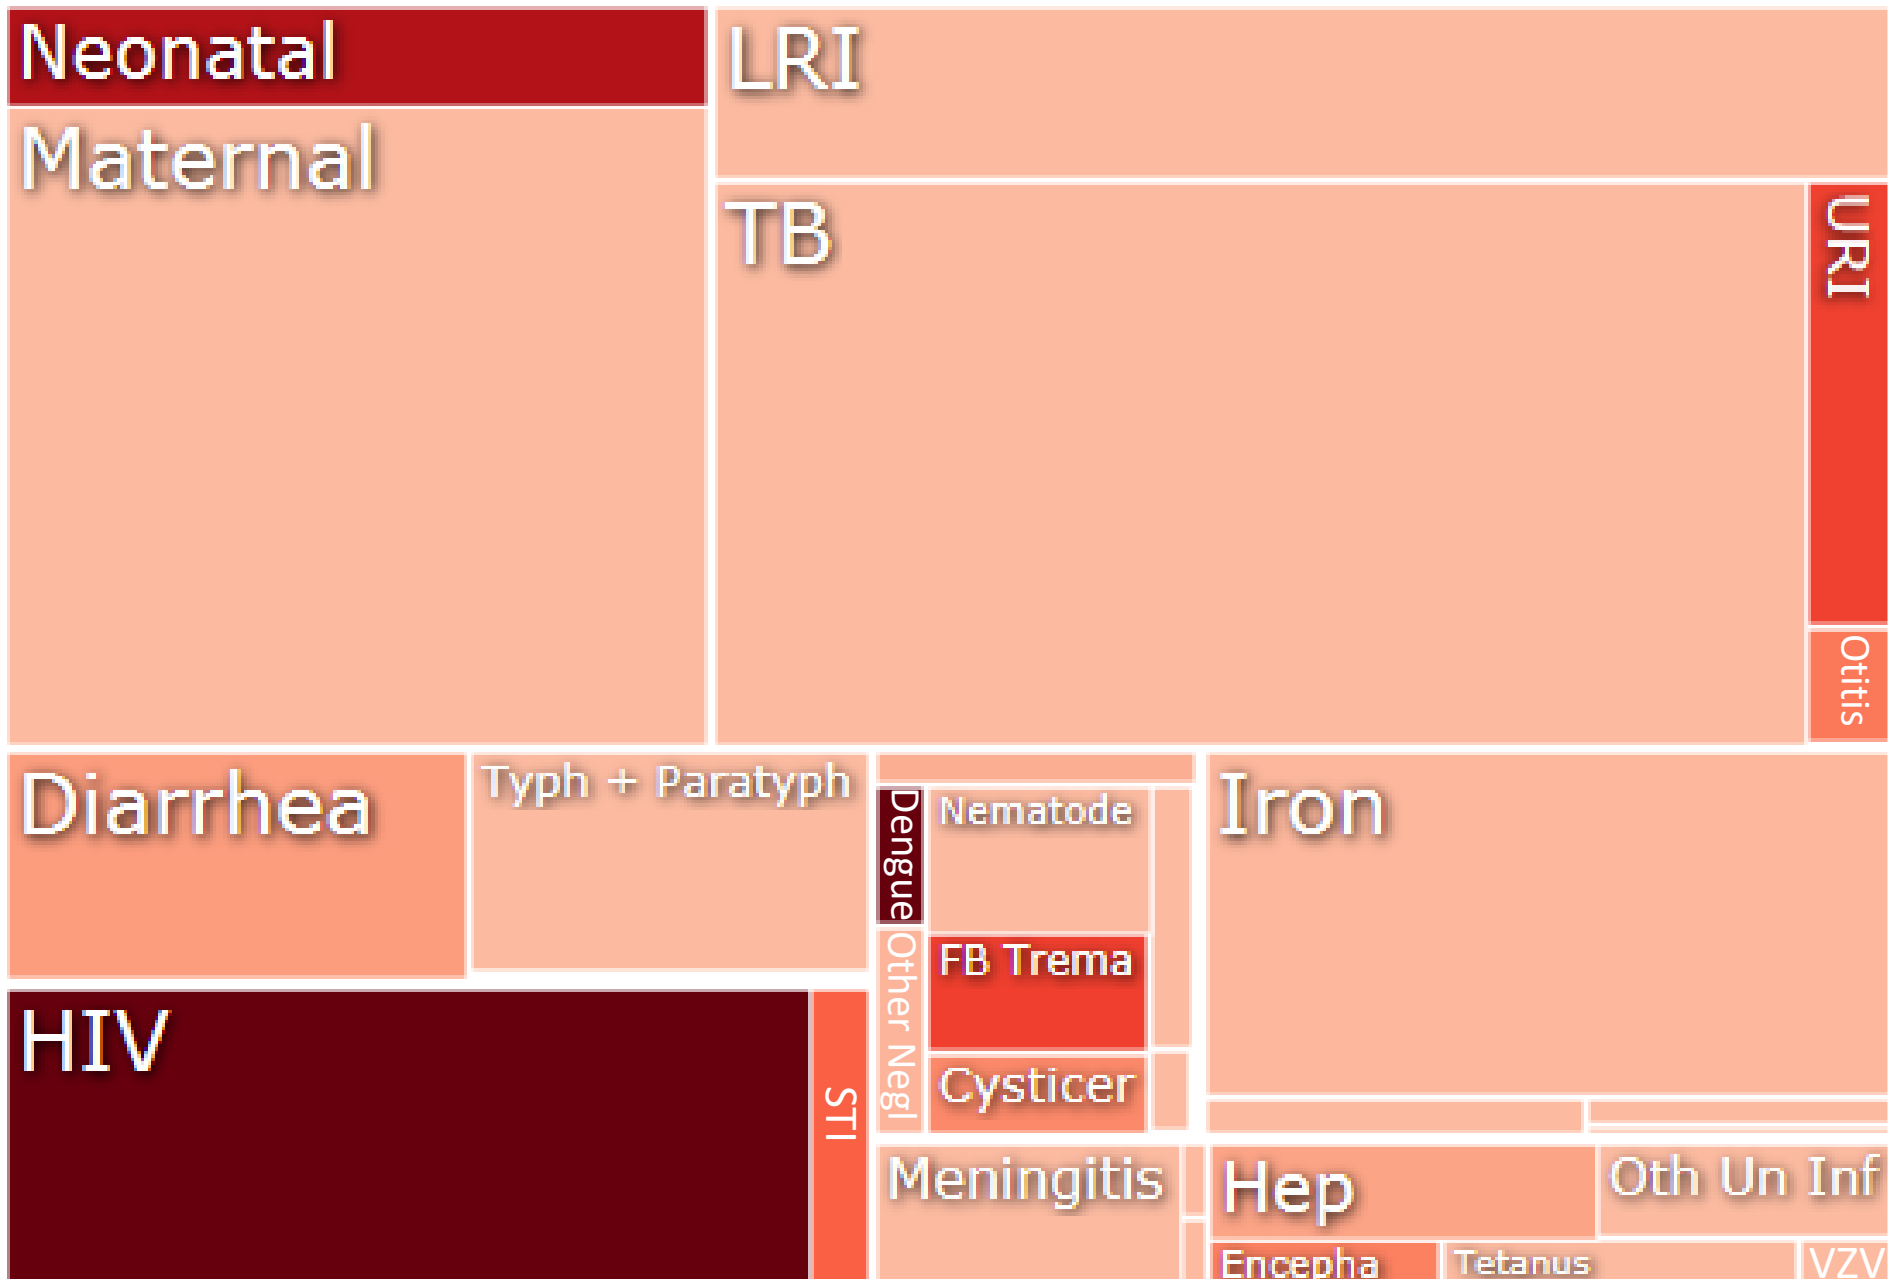 Neonatal
LRI
Maternal
TB
URI
Otitis
Diarrhea
Typh + Paratyph
Dengue
Nematode
Iron
Other Negl
FB Trema
Cysticer
HIV
STI
Meningitis
Hep
Oth Un Inf
Encepha
Tetanus
VZV